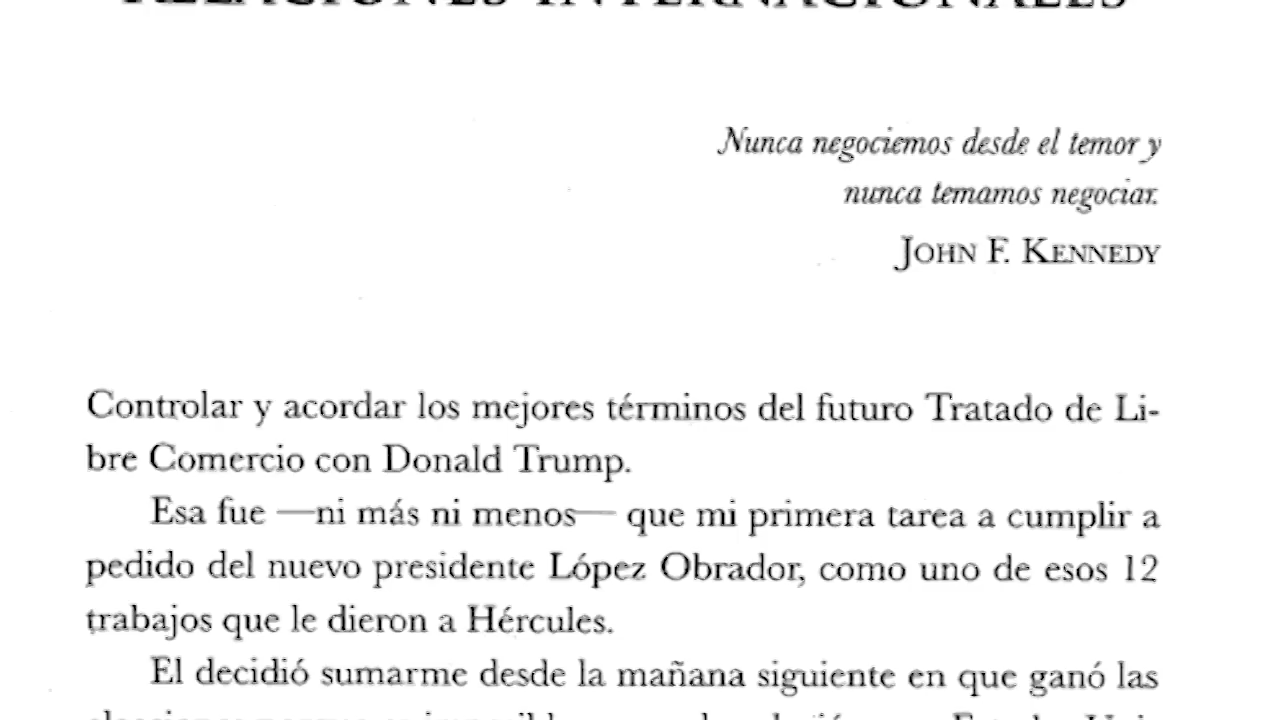 RELACIONES INTERNACIONALES
Nunca negociemos desde el temor y
nunca temamos negociar.
JOHN F. KENNEDY
Controlar y acordar los mejores términos del futuro Tratado de Li-
bre Comercio con Donald Trump.
Esa fue —ni más ni menos— que mi primera tarea a cumplir a
pedido del nuevo presidente López Obrador, como uno de esos 12
trabajos que le dieron a Hércules.
El decidió sumarme desde la mañana siguiente en que ganó las